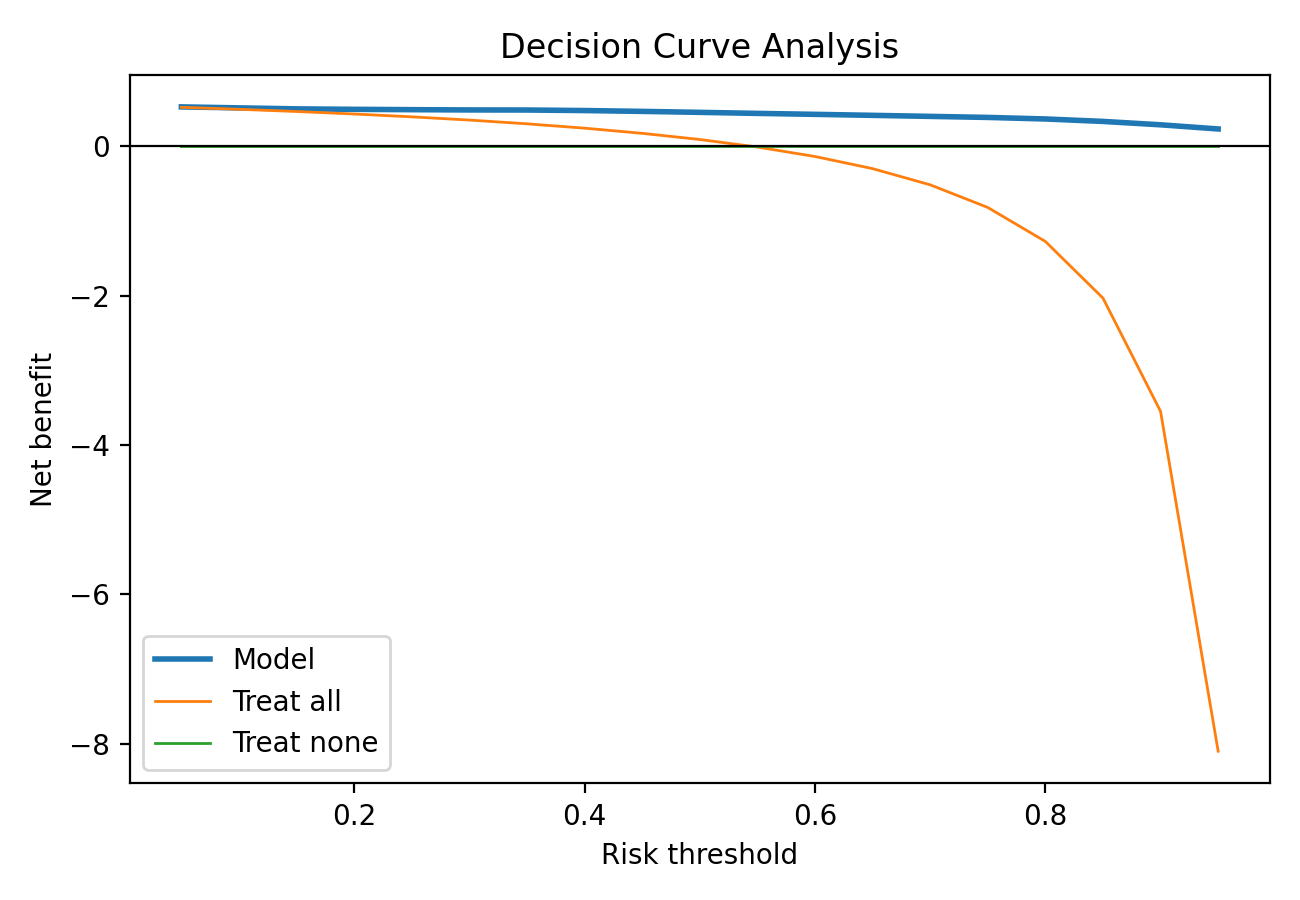 Decision Curve Analysis
0
−2
−4
−6
−8
Net benefit
Model
Treat all
Treat none
0.2 0.4 0.6 0.8
Risk threshold